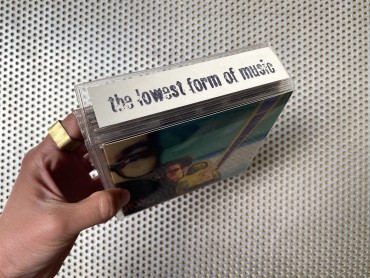 the lowest form of music